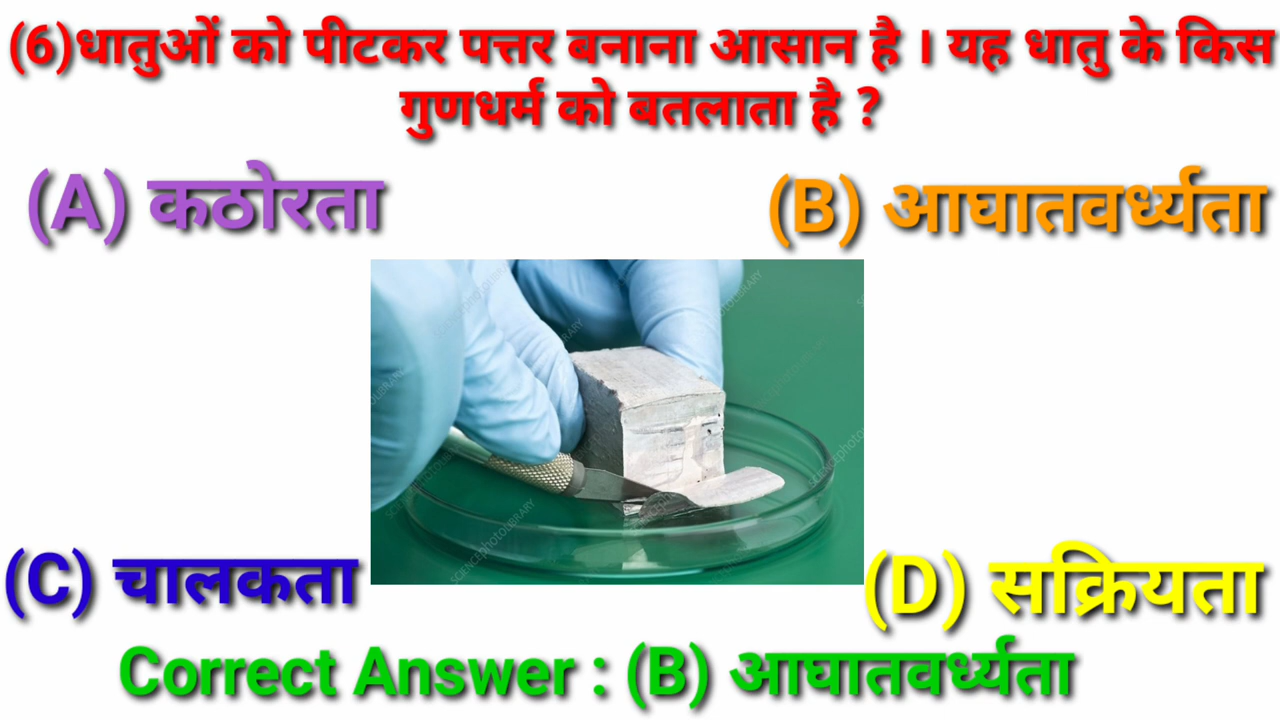 (6)धातुओं को पीटकर पत्तर बनाना आसान है । यह धातु के किस
गुणधर्म को बतलाता है ?
(A) कठोरता
(B) आघातवर्ध्यता
(C) चालकता
(D) सक्रियता
Correct Answer : (B) आघातवर्ध्यता